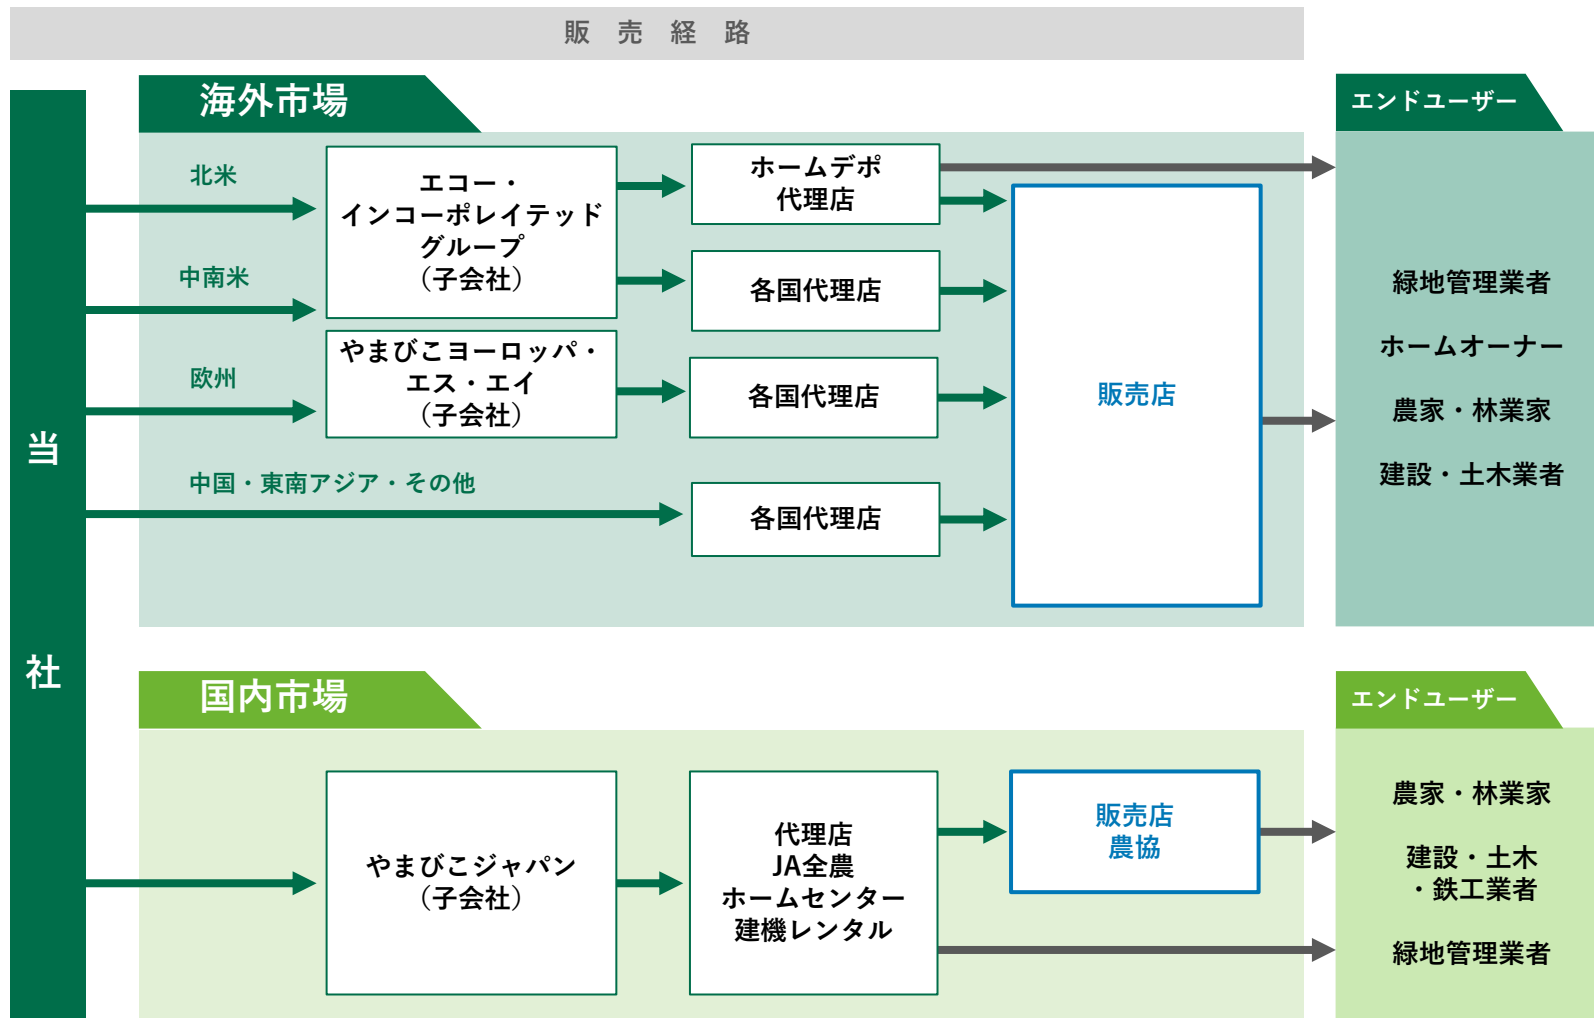 販売経路
当
社
海外市場
北米
中南米
欧州
中国・東南アジア・その他
エコー・
インコーポレイテッド
グループ
（子会社）
やまびこヨーロッパ・
エス・エイ
（子会社）
ホームデポ
代理店
各国代理店
各国代理店
各国代理店
販売店
エンドユーザー
緑地管理業者
ホームオーナー
農家・林業家
建設・土木業者
国内市場
やまびこジャパン
（子会社）
代理店
JA全農
ホームセンター
建機レンタル
販売店
農協
エンドユーザー
農家・林業家
建設・土木
・鉄工業者
緑地管理業者